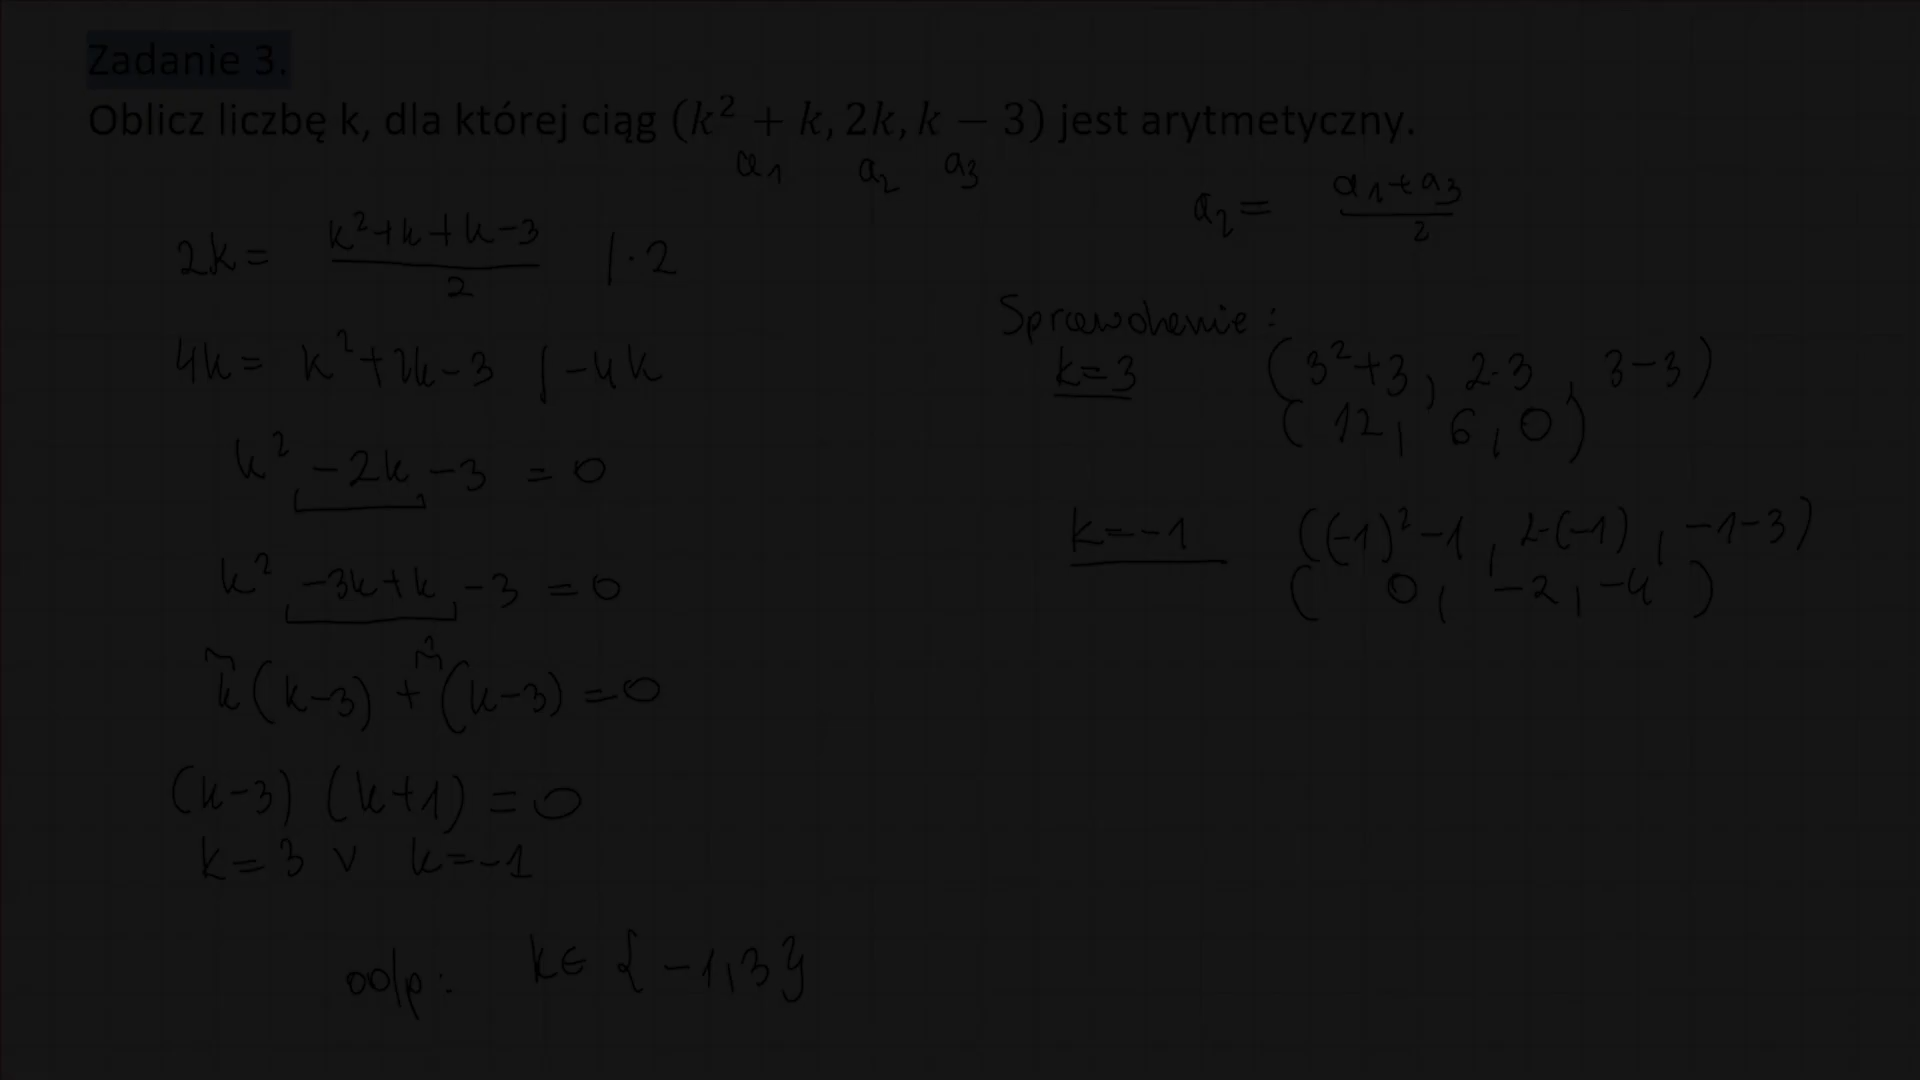 Zadanie 3.
Oblicz liczbę k, dla której ciąg (k² + k, 2k, k − 3) jest arytmetyczny.
a₁ a₂ a₃
a₂ = (a₁+a₃)/2
2k = (k²+k+k-3)/2 |·2
4k = k²+2k-3 |-4k
k² -2k -3 = 0
k² -3k+k -3 = 0
k(k-3) + 1(k-3) = 0
(k-3) (k+1) = 0
k=3 ∨ k=-1
odp: k∈ {-1,3}
Sprawdzenie:
k=3 (3²+3, 2·3, 3-3)
(12, 6, 0)
k=-1 ((-1)²-1, 2·(-1), -1-3)
(0, -2, -4)